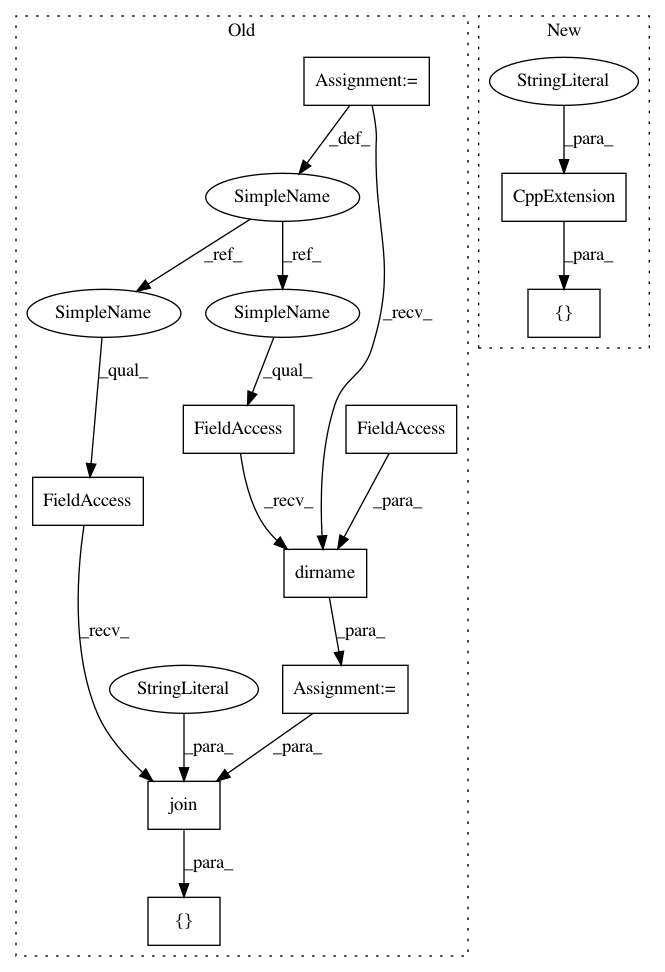 Old
New
Assignment:=
StringLiteral
_def_
_para_
SimpleName
CppExtension
_ref_
_ref_
_para_
SimpleName
SimpleName
_recv_
{}
_qual_
_qual_
FieldAccess
FieldAccess
FieldAccess
_recv_
_para_
dirname
_recv_
_para_
StringLiteral
Assignment:=
_para_
_para_
join
_para_
{}